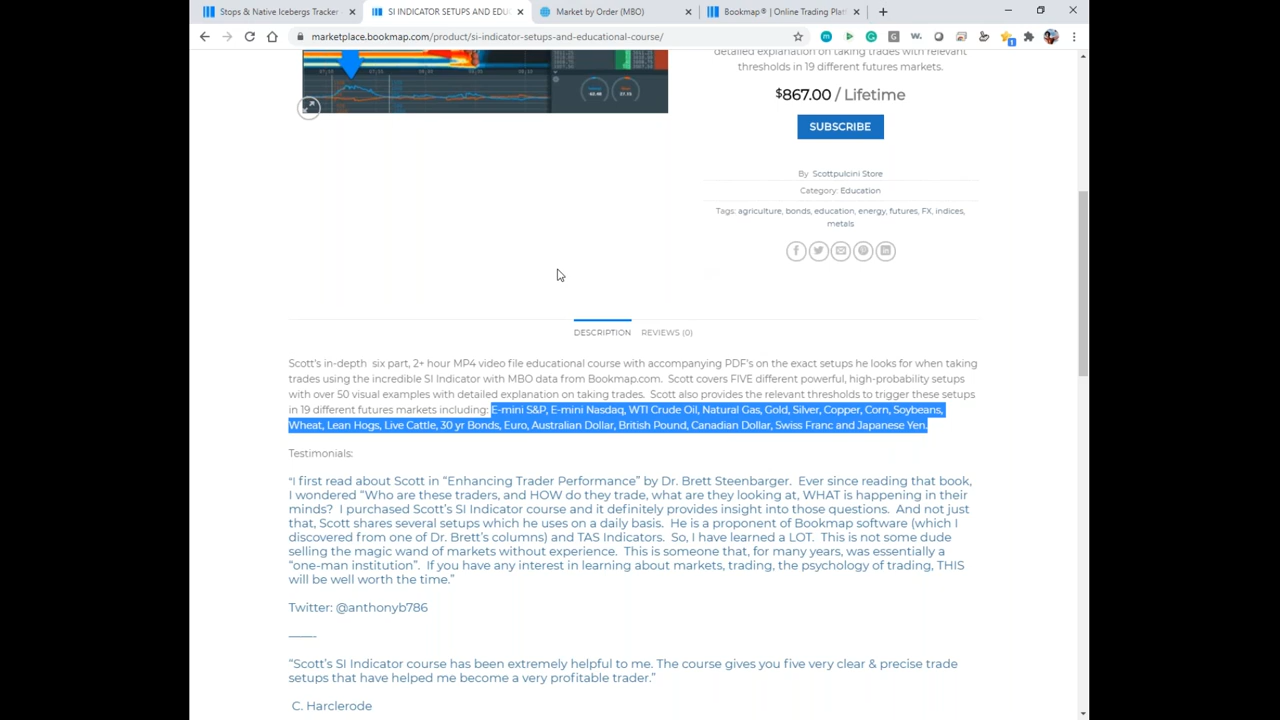 Stops & Native Icebergs Tracker
SI INDICATOR SETUPS AND EDU
Market by Order (MBO)
Bookmap® | Online Trading Plat
marketplace.bookmap.com/product/si-indicator-setups-and-educational-course/
detailed explanation on taking trades with relevant
thresholds in 19 different futures markets.
$867.00 / Lifetime
SUBSCRIBE
By Scottpulcini Store
Category: Education
Tags: agriculture, bonds, education, energy, futures, FX, indices,
metals
DESCRIPTION REVIEWS (0)
Scott's in-depth six part, 2+ hour MP4 video file educational course with accompanying PDF's on the exact setups he looks for when taking
trades using the incredible SI Indicator with MBO data from Bookmap.com. Scott covers FIVE different powerful, high-probability setups
with over 50 visual examples with detailed explanation on taking trades. Scott also provides the relevant thresholds to trigger these setups
in 19 different futures markets including: E-mini S&P, E-mini Nasdaq, WTI Crude Oil, Natural Gas, Gold, Silver, Copper, Corn, Soybeans,
Wheat, Lean Hogs, Live Cattle, 30 yr Bonds, Euro, Australian Dollar, British Pound, Canadian Dollar, Swiss Franc and Japanese Yen.
Testimonials:
"I first read about Scott in “Enhancing Trader Performance” by Dr. Brett Steenbarger. Ever since reading that book,
I wondered “Who are these traders, and HOW do they trade, what are they looking at, WHAT is happening in their
minds? I purchased Scott’s SI Indicator course and it definitely provides insight into those questions. And not just
that, Scott shares several setups which he uses on a daily basis. He is a proponent of Bookmap software (which I
discovered from one of Dr. Brett’s columns) and TAS Indicators. So, I have learned a LOT. This is not some dude
selling the magic wand of markets without experience. This is someone that, for many years, was essentially a
“one-man institution”. If you have any interest in learning about markets, trading, the psychology of trading, THIS
will be well worth the time.”
Twitter: @anthonyb786
——-
“Scott’s SI Indicator course has been extremely helpful to me. The course gives you five very clear & precise trade
setups that have helped me become a very profitable trader.”
C. Harclerode